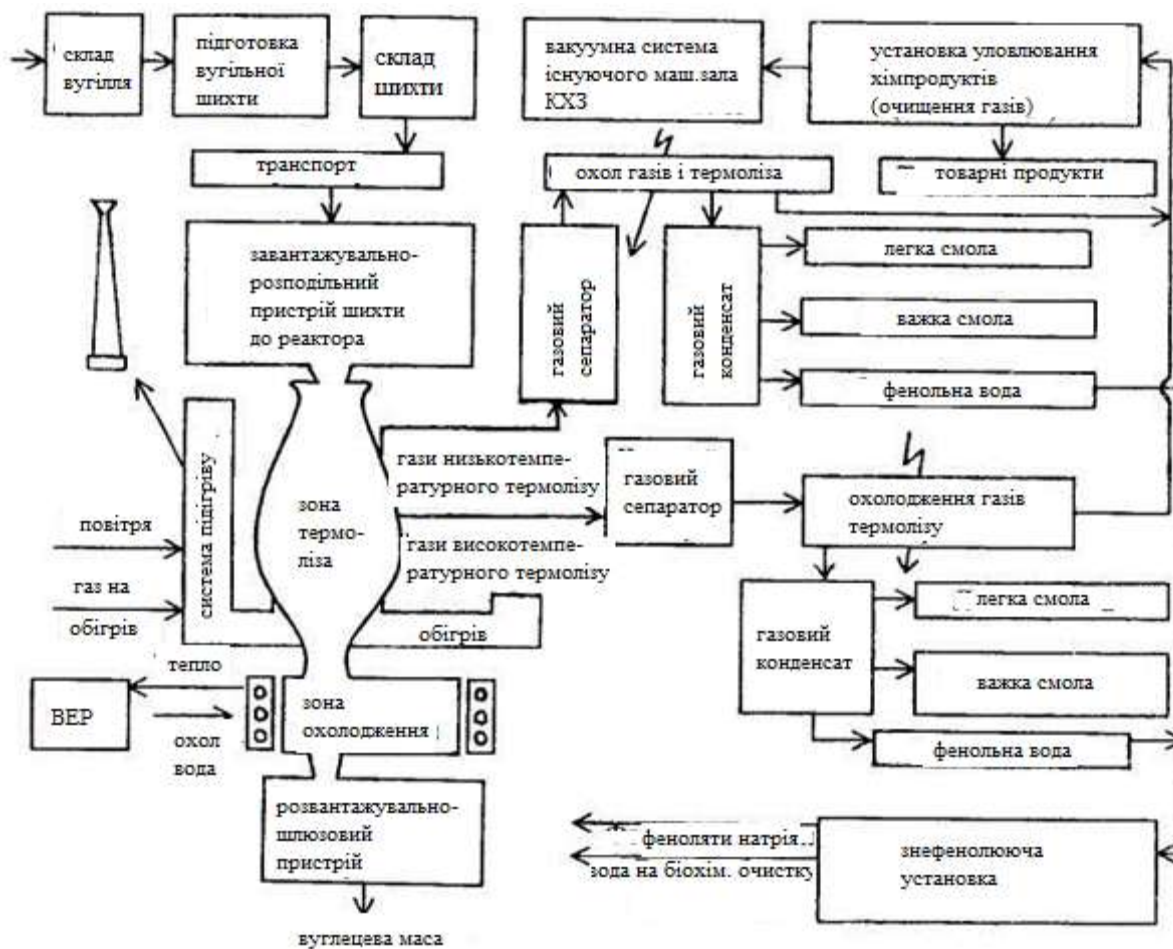 склад
вугілля
підготовка
вугільної
шихти
склад
шихти
вакуумна система
існуючого маш.зала
КХЗ
установка уловлювання
хімпродуктів
(очищення газів)
транспорт
охол газів і термоліза
товарні продукти
завантажувально-
розподільний
пристрій шихти
до реактора
газовий
сепаратор
газовий
конденсат
легка смола
важка смола
фенольна вода
система підігріву
зона
термо-
ліза
гази низькотемпе-
ратурного термолізу
гази високотемпе-
ратурного термолізу
газовий
сепаратор
охолодження газів
термолізу
повітря
газ на
обігрів
обігрів
газовий
конденсат
легка смола
важка смола
фенольна вода
тепло
ВЕР
охол
вода
зона
охолодження
розвантажувально-
шлюзовий
пристрій
вуглецева маса
феноляти натрія
вода на біохім. очистку
знефенолююча
установка